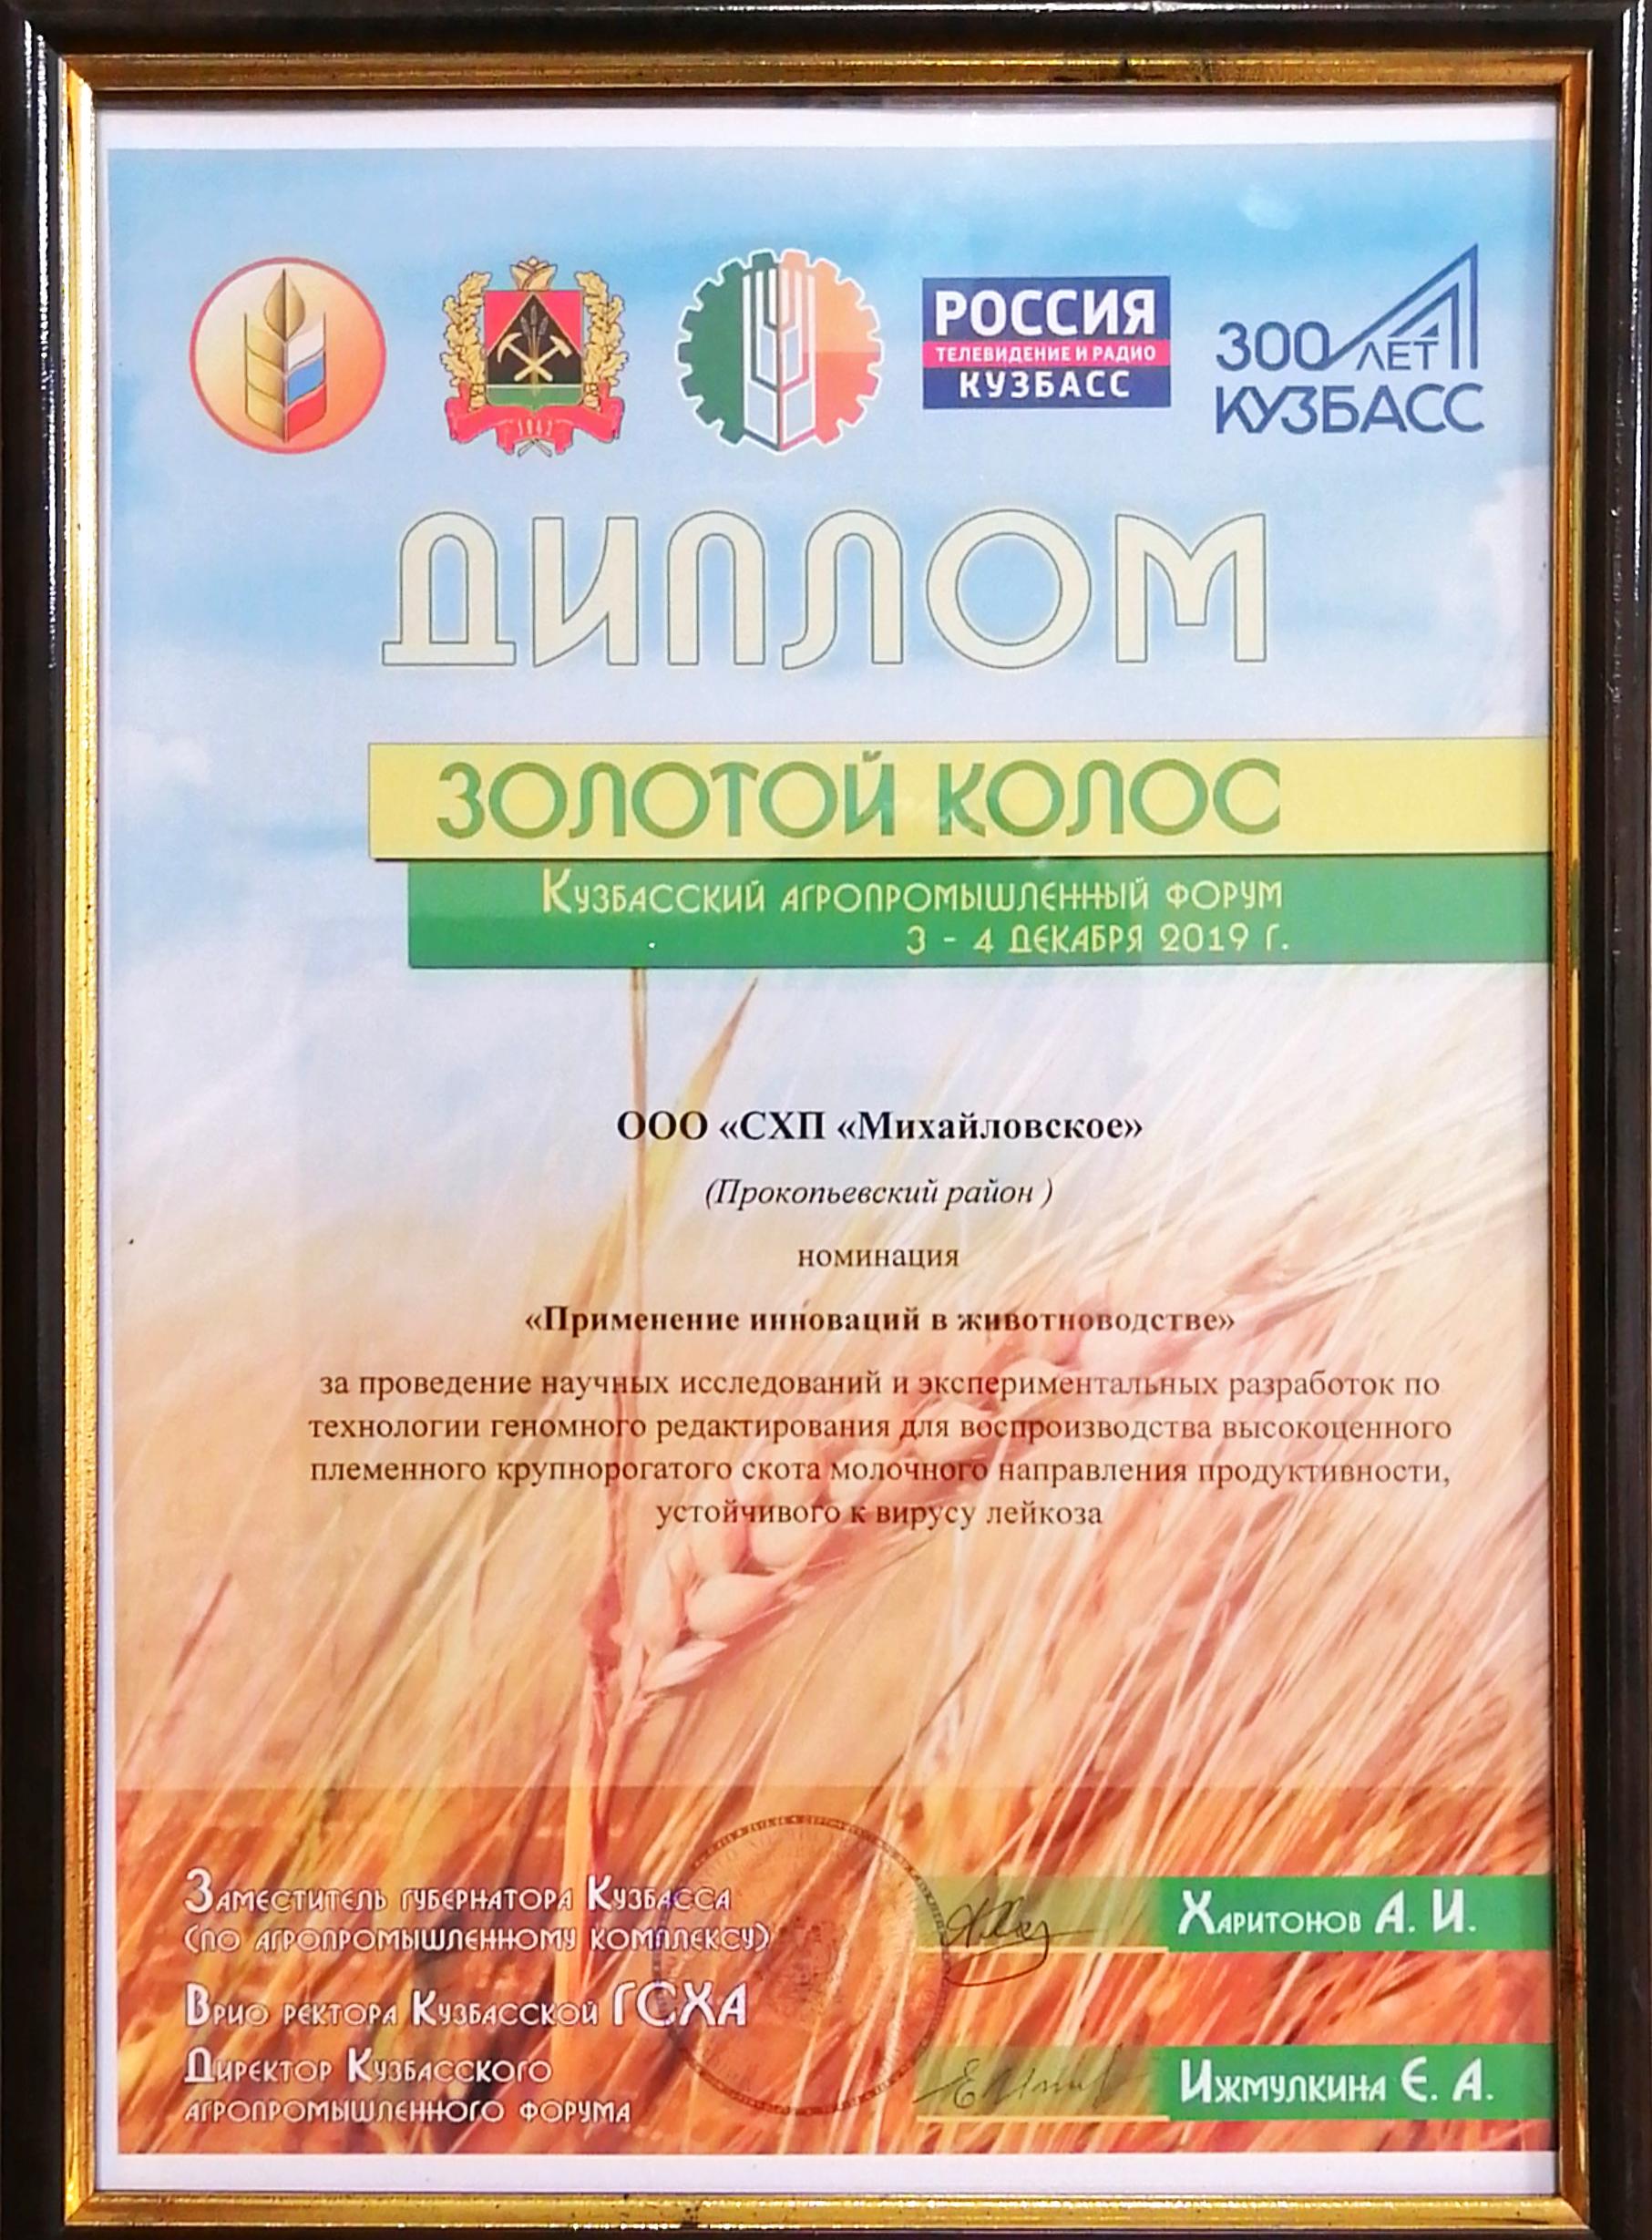 РОССИЯ
ТЕЛЕВИДЕНИЕ И РАДИО
КУЗБАСС
300 ЛЕТ
КУЗБАСС
1943
ДИПЛОМ
ЗОЛОТОЙ КОЛОС
Кузбасский агропромышленный форум
3 - 4 декабря 2019 г.
ООО «СХП «Михайловское»
(Прокопьевский район )
номинация
«Применение инноваций в животноводстве»
за проведение научных исследований и экспериментальных разработок по
технологии геномного редактирования для воспроизводства высокоценного
племенного крупнорогатого скота молочного направления продуктивности,
устойчивого к вирусу лейкоза
Заместитель губернатора Кузбасса
(по агропромышленному комплексу)
Харитонов А. И.
Врио ректора Кузбасской ГСХА
Директор Кузбасского
агропромышленного форума
Ижмулкина Е. А.